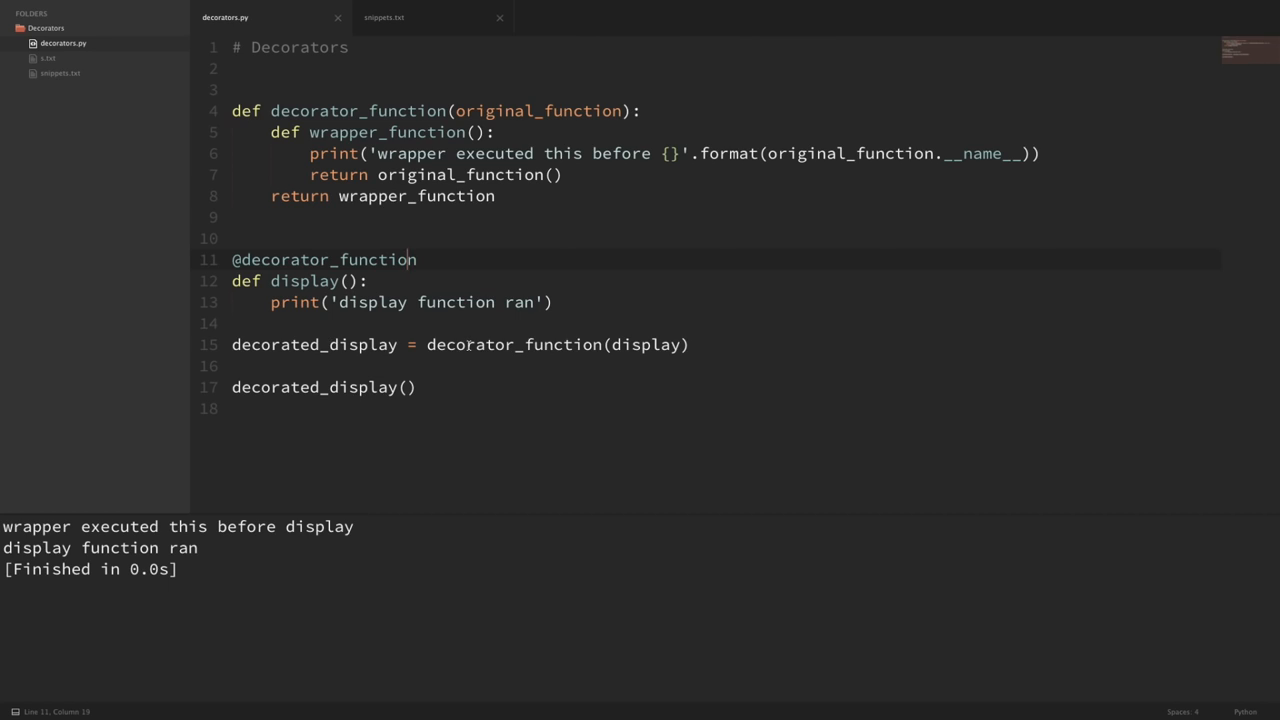 FOLDERS
Decorators
decorators.py
s.txt
snippets.txt
decorators.py
snippets.txt
1 # Decorators
2
3
4 def decorator_function(original_function):
5     def wrapper_function():
6         print('wrapper executed this before {}'.format(original_function.__name__))
7         return original_function()
8     return wrapper_function
9
10
11 @decorator_function
12 def display():
13     print('display function ran')
14
15 decorated_display = decorator_function(display)
16
17 decorated_display()
18
wrapper executed this before display
display function ran
[Finished in 0.0s]
Line 11, Column 19
Spaces: 4
Python